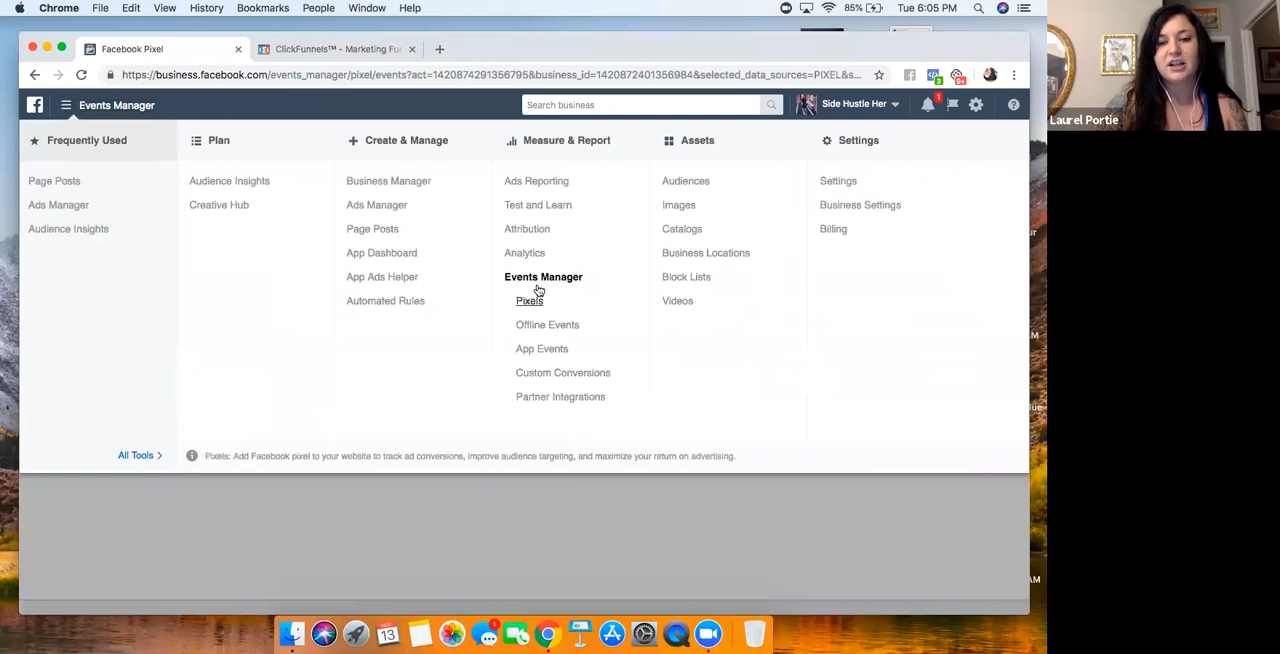 Chrome File Edit View History Bookmarks People Window Help 85% Tue 6:05 PM
Facebook Pixel ClickFunnels™ - Marketing Fu
https://business.facebook.com/events_manager/pixel/events?act=1420874291356795&business_id=1420872401356984&selected_data_sources=PIXEL&s...
3 9+
Events Manager Search business Side Hustle Her 1
Frequently Used
Page Posts
Ads Manager
Audience Insights
All Tools
Plan
Audience Insights
Creative Hub
Create & Manage
Business Manager
Ads Manager
Page Posts
App Dashboard
App Ads Helper
Automated Rules
Measure & Report
Ads Reporting
Test and Learn
Attribution
Analytics
Events Manager
Pixels
Offline Events
App Events
Custom Conversions
Partner Integrations
Assets
Audiences
Images
Catalogs
Business Locations
Block Lists
Videos
Settings
Settings
Business Settings
Billing
Pixels: Add Facebook pixel to your website to track ad conversions, improve audience targeting, and maximize your return on advertising.
Laurel Portie
NOV
13
1